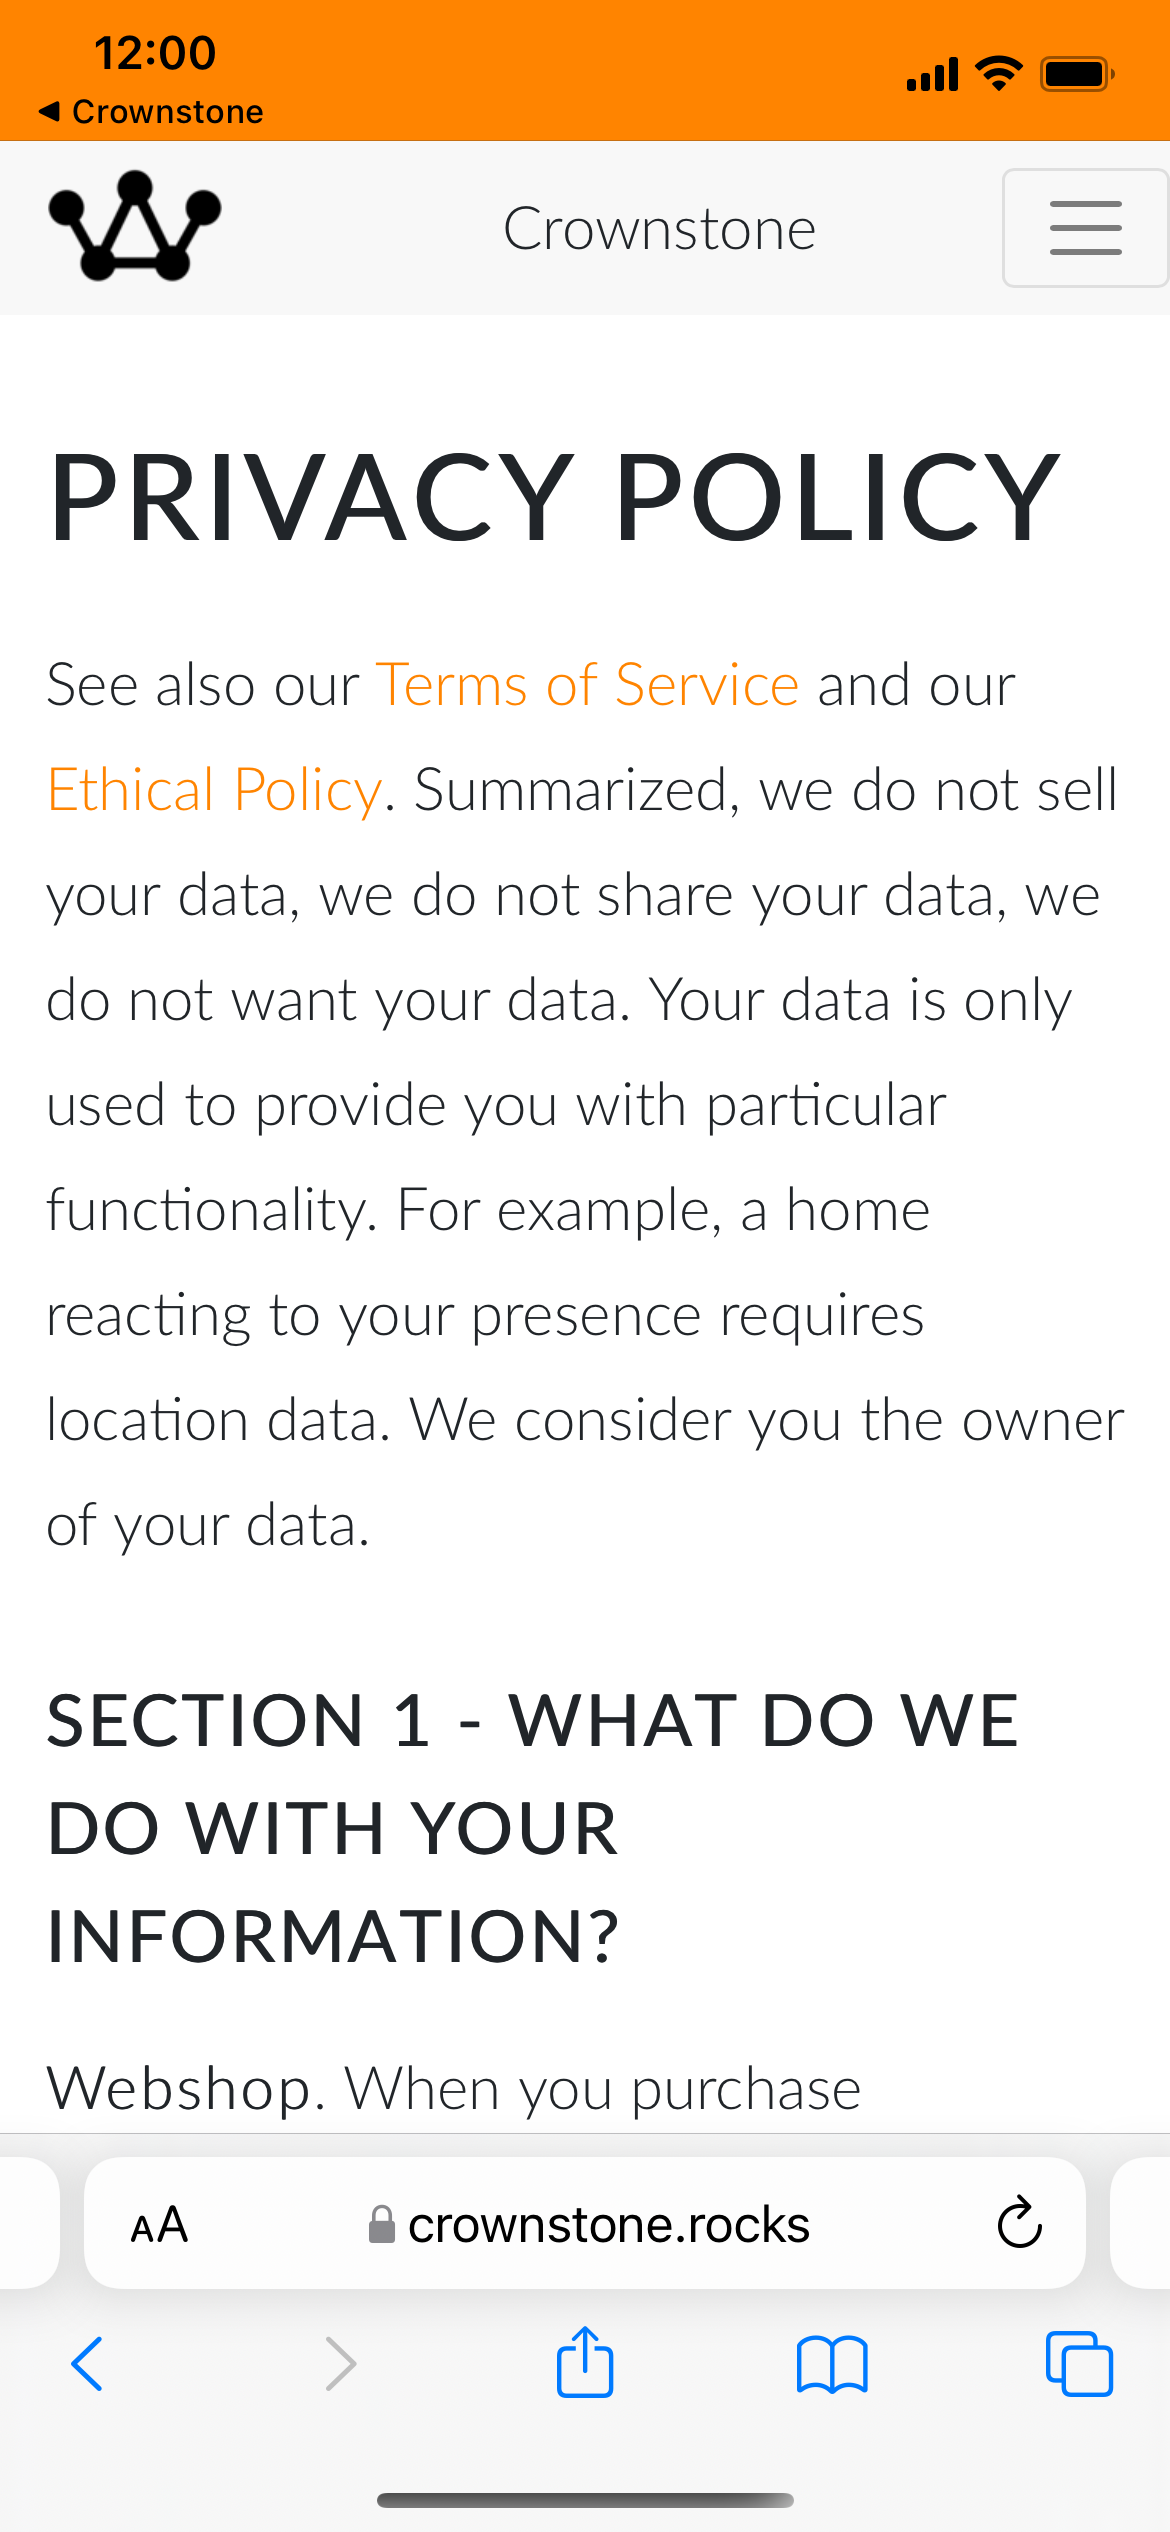 12:00
◀ Crownstone
Crownstone
PRIVACY POLICY
See also our Terms of Service and our
Ethical Policy. Summarized, we do not sell
your data, we do not share your data, we
do not want your data. Your data is only
used to provide you with particular
functionality. For example, a home
reacting to your presence requires
location data. We consider you the owner
of your data.
SECTION 1 - WHAT DO WE
DO WITH YOUR
INFORMATION?
Webshop. When you purchase
AA crownstone.rocks